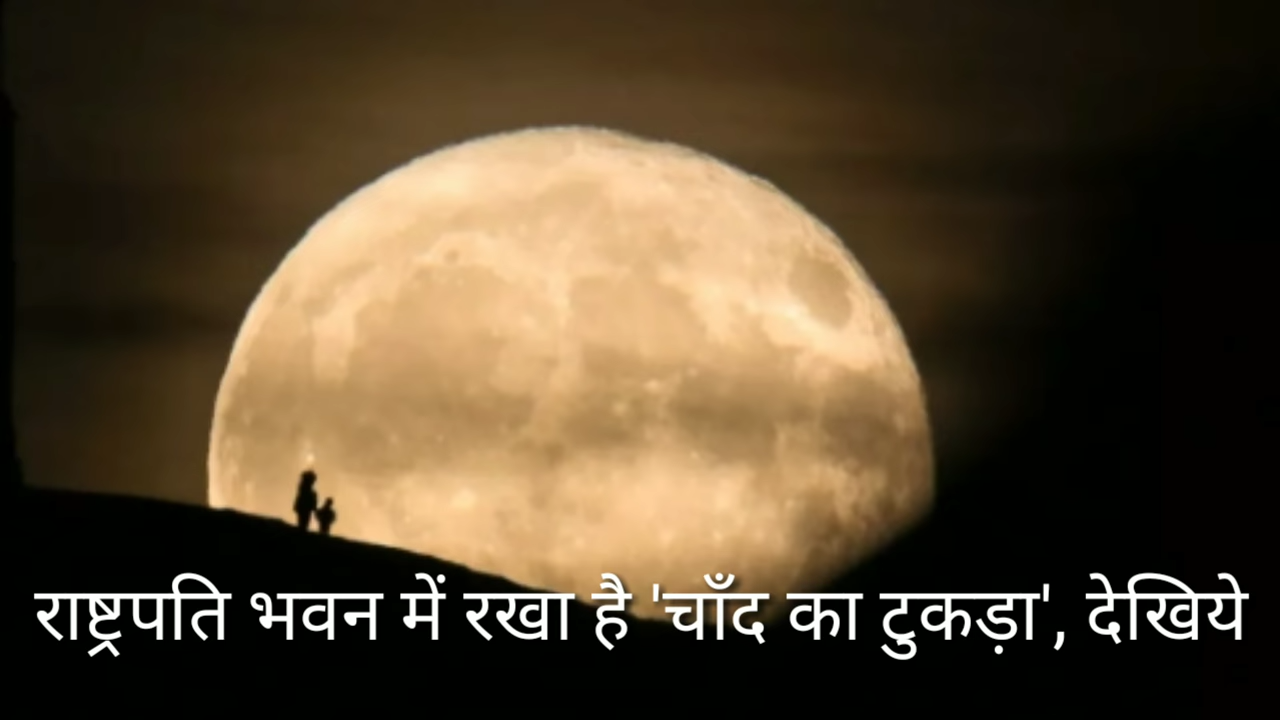 राष्ट्रपति भवन में रखा है 'चाँद का टुकड़ा', देखिये